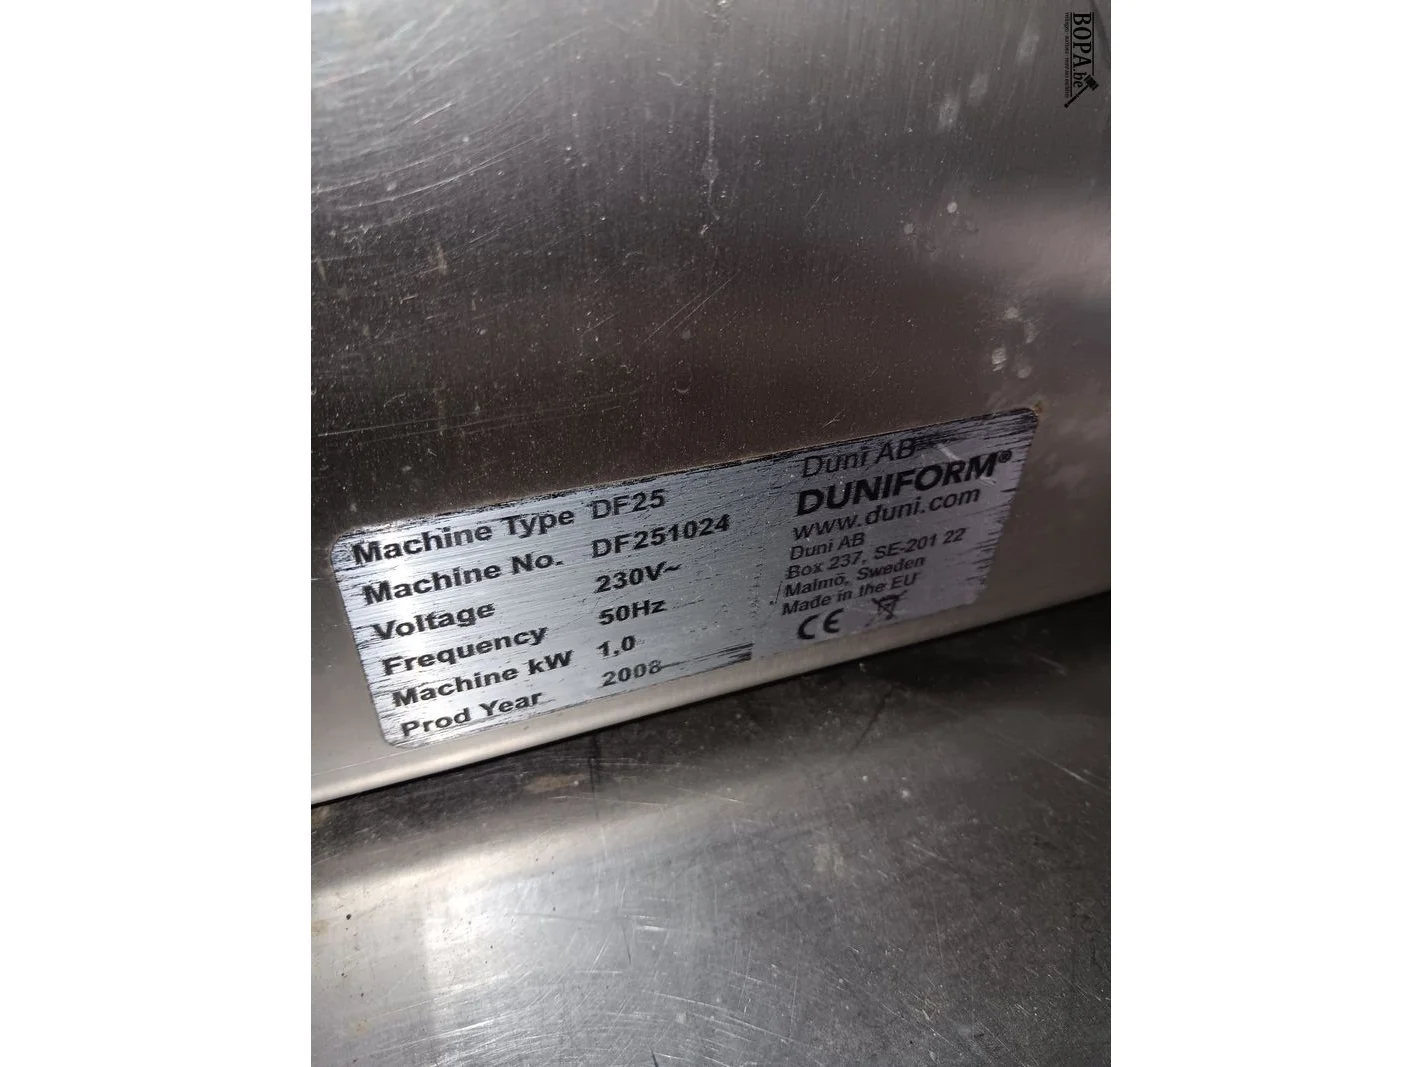 BOPA.be
Machine Type DF25
Machine No. DF251024
Voltage 230V~
Frequency 50Hz
Machine kW 1,0
Prod Year 2008
Duni AB
DUNIFORM®
www.duni.com
Duni AB
Box 237, SE-201 22
Malmö, Sweden
Made in the EU
CE